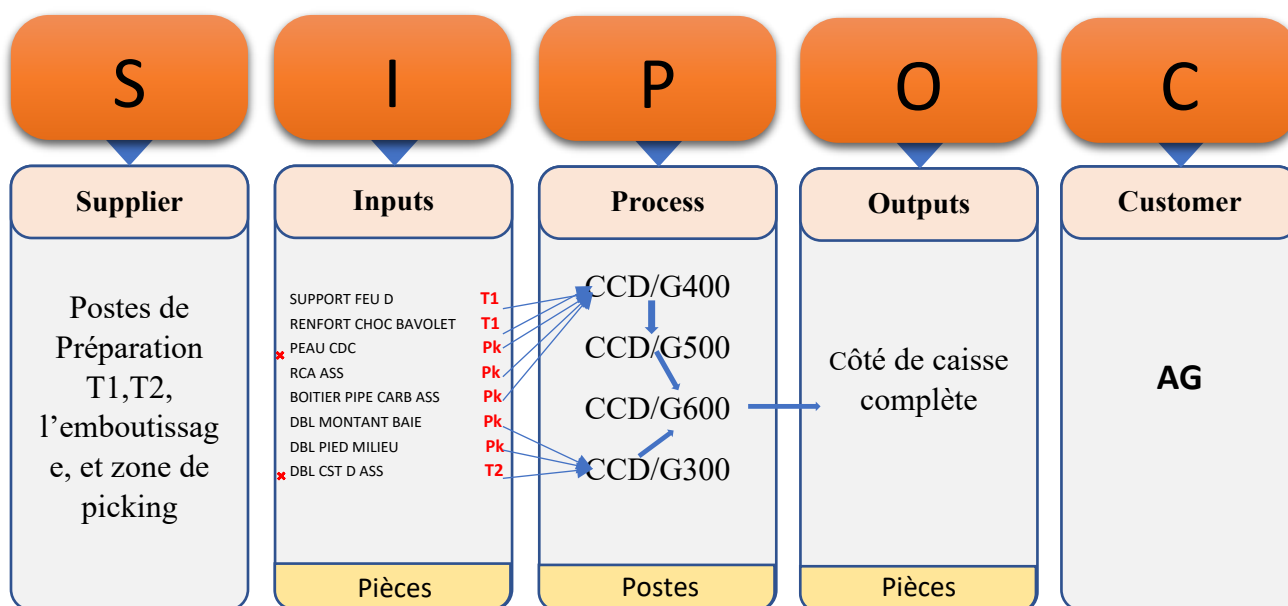 S
I
P
O
C
Supplier
Inputs
Process
Outputs
Customer
Postes de
Préparation
T1,T2,
l’emboutissag
e, et zone de
picking
SUPPORT FEU D T1
RENFORT CHOC BAVOLET T1
PEAU CDC Pk
RCA ASS Pk
BOITIER PIPE CARB ASS Pk
DBL MONTANT BAIE Pk
DBL PIED MILIEU Pk
DBL CST D ASS T2
Pièces
CCD/G400
CCD/G500
CCD/G600
CCD/G300
Postes
Côté de caisse
complète
Pièces
AG